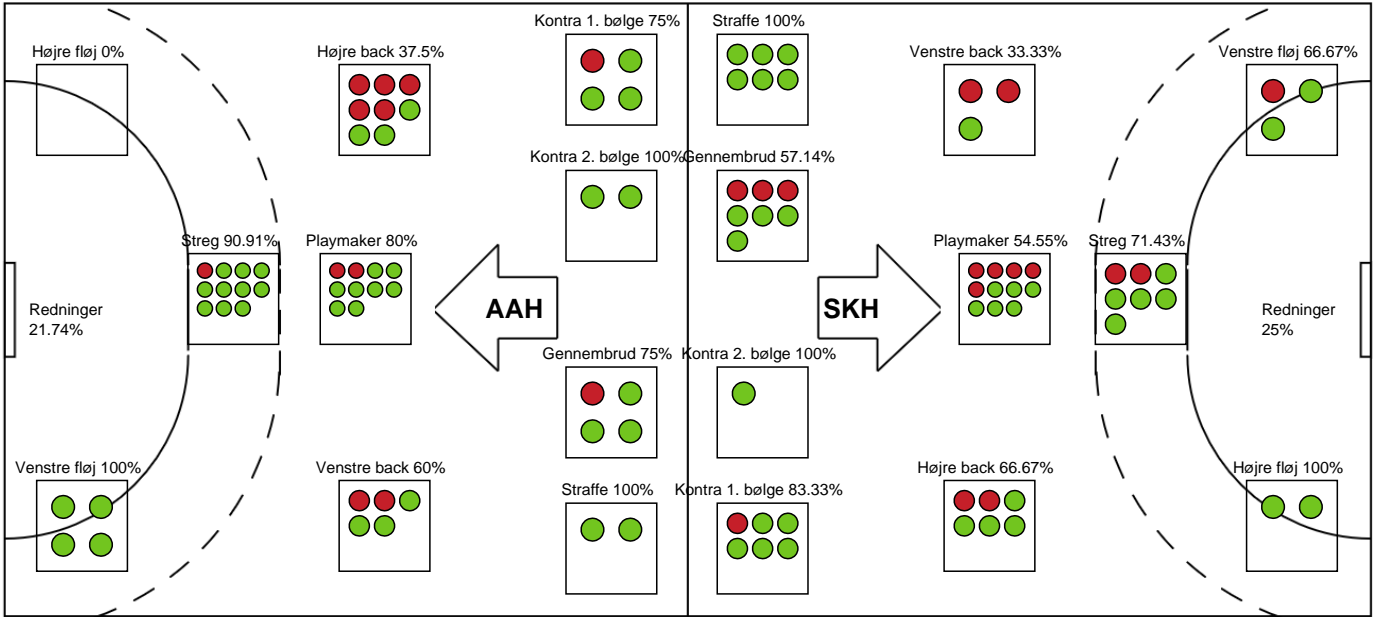 Kontra 1. bølge 75%
Straffe 100%
Højre fløj 0%
Højre back 37.5%
Venstre back 33.33%
Venstre fløj 66.67%
Kontra 2. bølge 100%
Gennembrud 57.14%
Streg 90.91%
Playmaker 80%
Playmaker 54.55%
Streg 71.43%
Redninger
21.74%
AAH
SKH
Redninger
25%
Gennembrud 75%
Kontra 2. bølge 100%
Venstre fløj 100%
Venstre back 60%
Højre back 66.67%
Højre fløj 100%
Straffe 100%
Kontra 1. bølge 83.33%